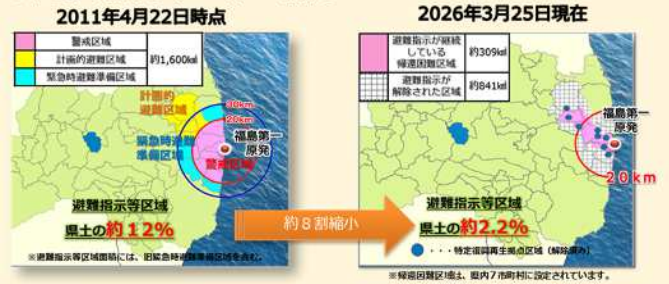 2011年4月22日時点
警戒区域
計画的避難区域
緊急時避難準備区域
約1,600㎢
計画的
避難区域
30km
20km
福島第一
原発
緊急時避難
準備区域
警戒区域
避難指示等区域
県土の約12%
※避難指示等区域面積には、旧緊急時避難準備区域を含む。
約8割縮小
2026年3月25日現在
避難指示が継続
している
帰還困難区域
約309㎢
避難指示が
解除された区域
約841㎢
福島第一
原発
20km
避難指示等区域
県土の約2.2%
・・・特定復興再生拠点区域(解除済み)
※帰還困難区域は、県内7市町村に設定されています。